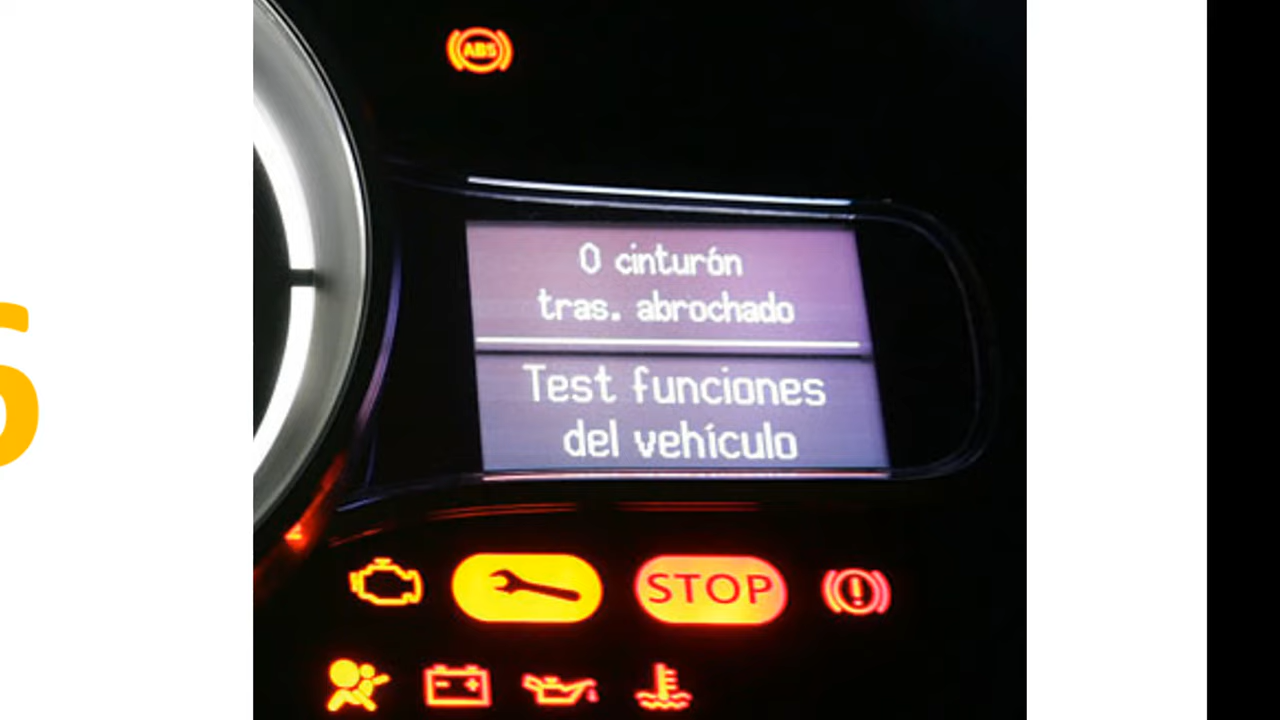 ABS
0 cinturón
tras. abrochado
Test funciones
del vehículo
STOP